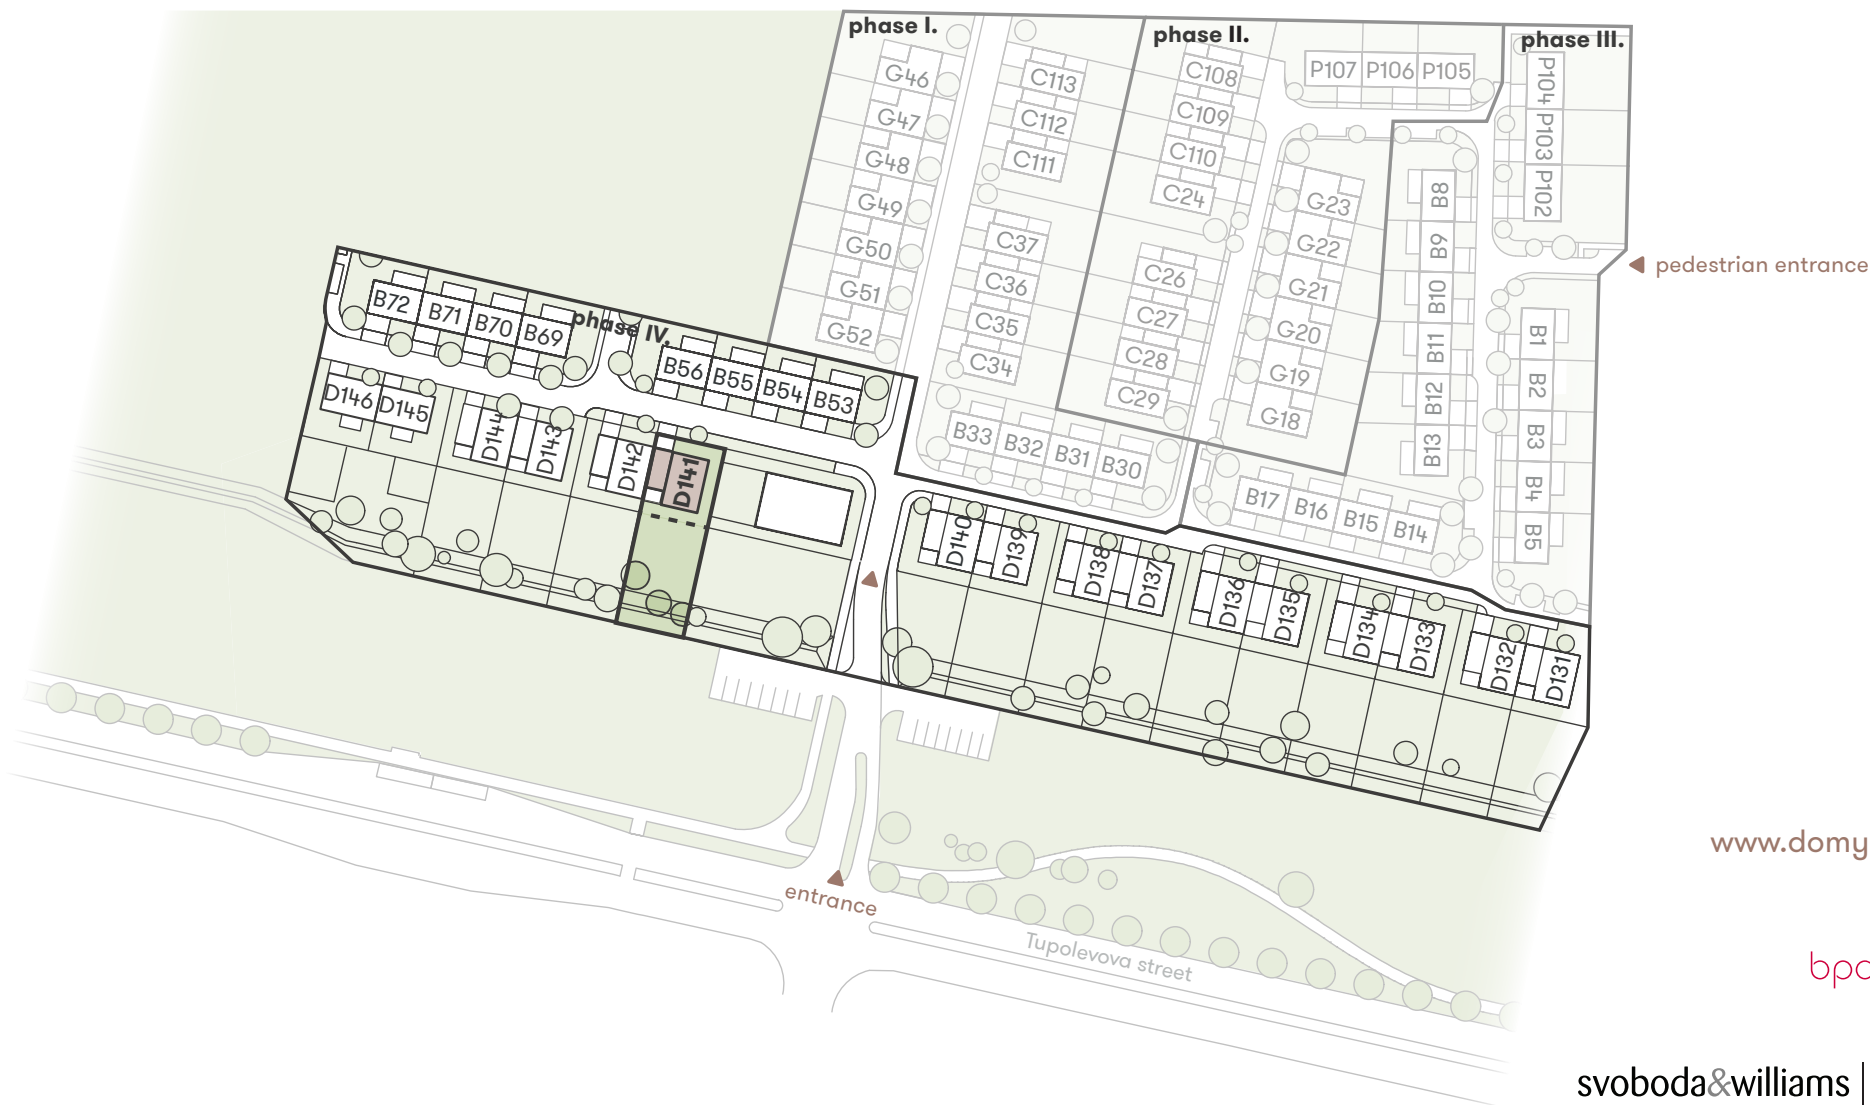 phase I.
phase II.
phase III.
G46
G47
G48
G49
G50
G51
G52
C113
C112
C111
C37
C36
C35
C34
C108
C109
C110
C24
C26
C27
C28
C29
P107 P106 P105
P104
P103
P102
G23
G22
G21
G20
G19
G18
B8
B9
B10
B11
B12
B13
B1
B2
B3
B4
B5
pedestrian entrance
B33 B32 B31 B30
B17 B16 B15 B14
phase IV.
B72 B71 B70 B69
B56 B55 B54 B53
D146 D145
D144
D143
D142
D141
D140
D139
D138
D137
D136
D135
D134
D133
D132
D131
entrance
Tupolevova street
www.domy
bpd
svoboda&williams